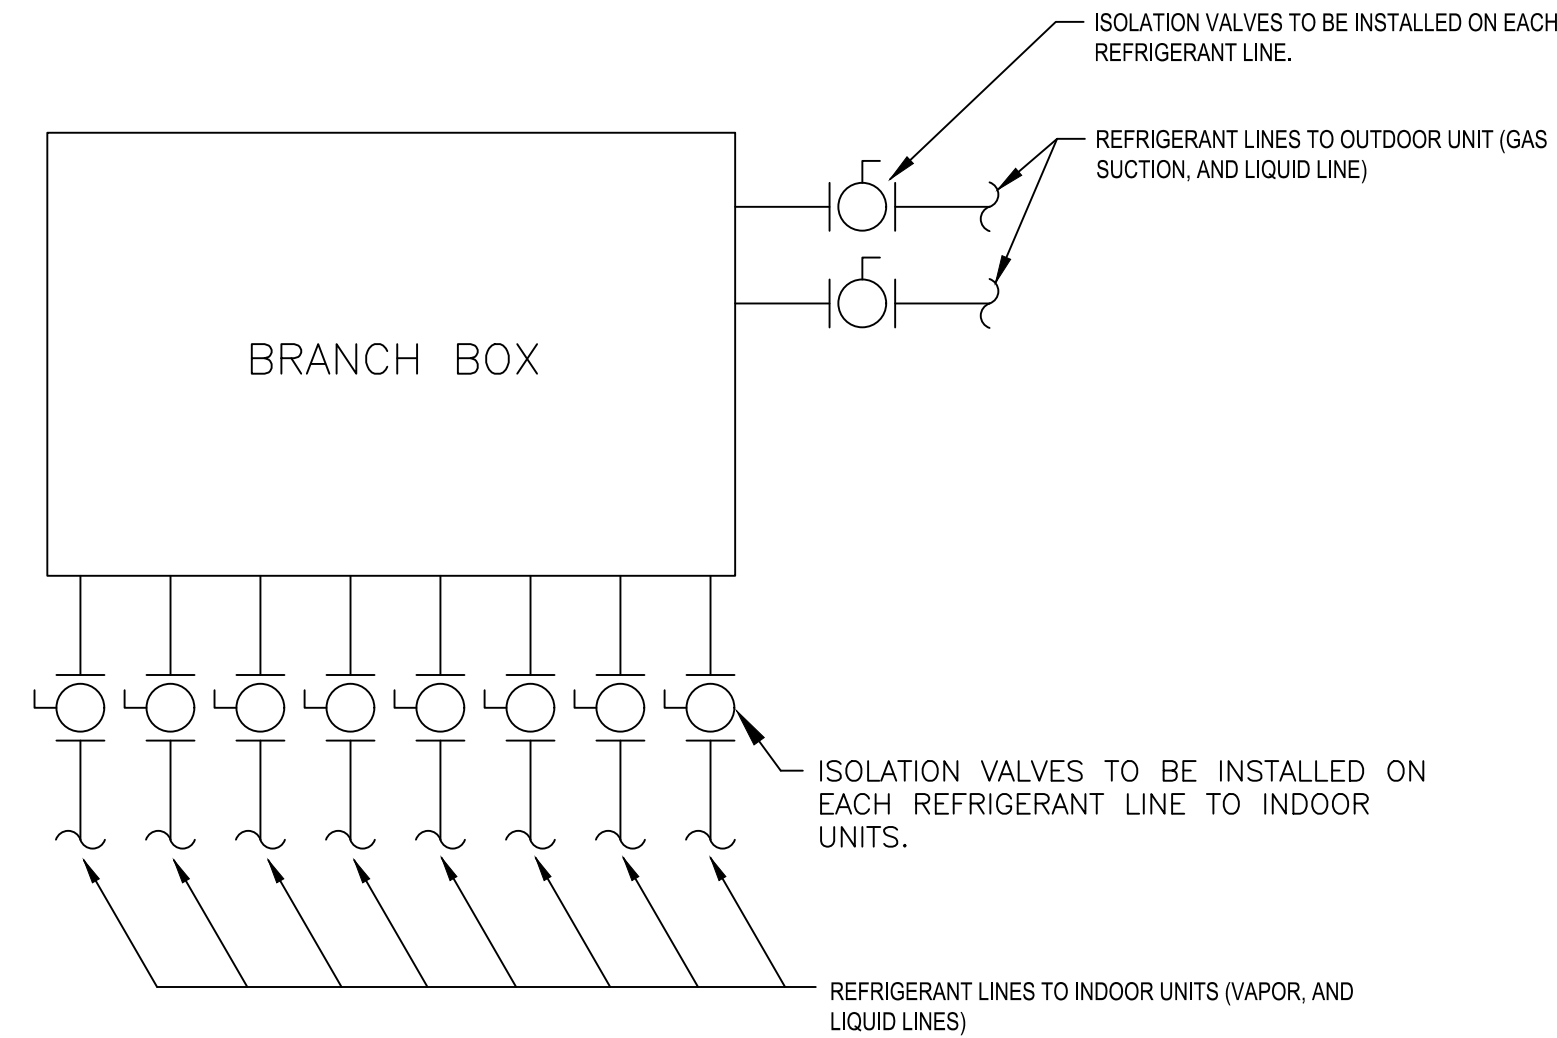 ISOLATION VALVES TO BE INSTALLED ON EACH
REFRIGERANT LINE.
REFRIGERANT LINES TO OUTDOOR UNIT (GAS
SUCTION, AND LIQUID LINE)
BRANCH BOX
ISOLATION VALVES TO BE INSTALLED ON
EACH REFRIGERANT LINE TO INDOOR
UNITS.
REFRIGERANT LINES TO INDOOR UNITS (VAPOR, AND
LIQUID LINES)